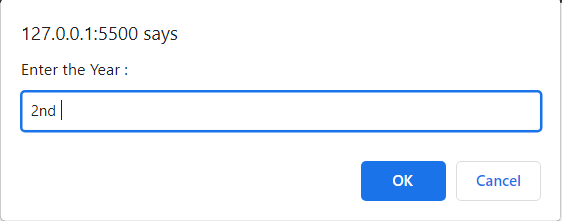 127.0.0.1:5500 says
Enter the Year :
2nd
OK Cancel